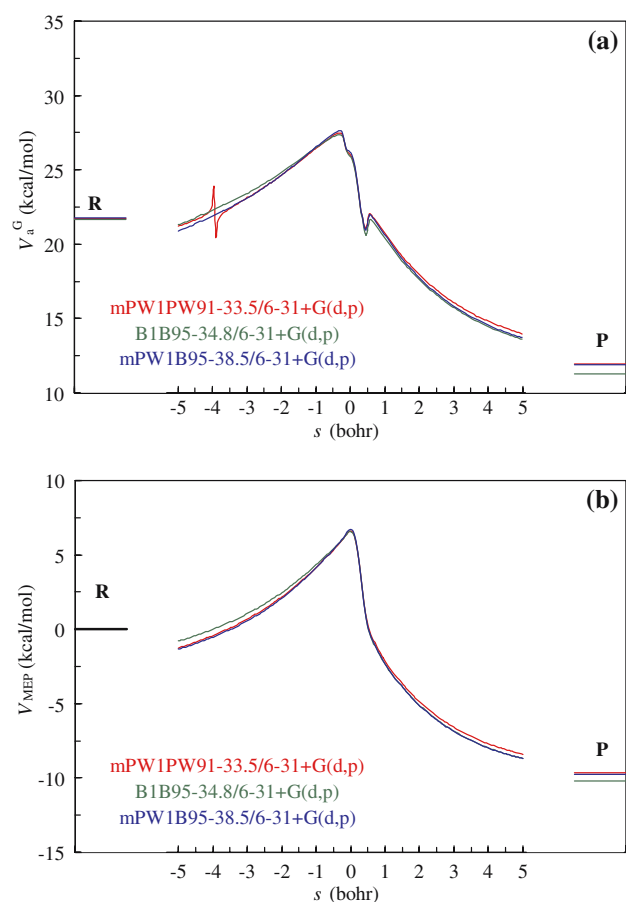 (a)
35
30
25
20
15
10
V_a^G (kcal/mol)
R
P
mPW1PW91-33.5/6-31+G(d,p)
B1B95-34.8/6-31+G(d,p)
mPW1B95-38.5/6-31+G(d,p)
-5 -4 -3 -2 -1 0 1 2 3 4 5
s (bohr)
(b)
10
5
0
-5
-10
-15
V_MEP (kcal/mol)
R
P
mPW1PW91-33.5/6-31+G(d,p)
B1B95-34.8/6-31+G(d,p)
mPW1B95-38.5/6-31+G(d,p)
-5 -4 -3 -2 -1 0 1 2 3 4 5
s (bohr)